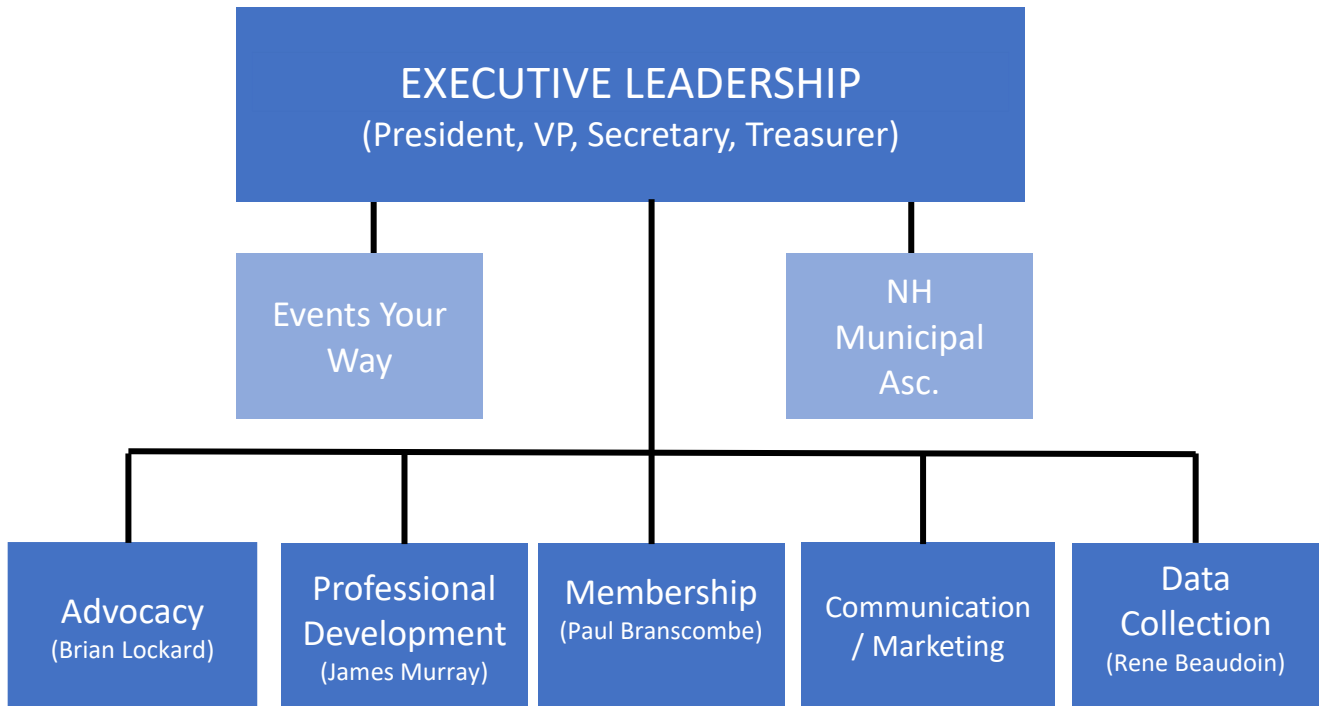 EXECUTIVE LEADERSHIP
(President, VP, Secretary, Treasurer)
Events Your
Way
NH
Municipal
Asc.
Advocacy
(Brian Lockard)
Professional
Development
(James Murray)
Membership
(Paul Branscombe)
Communication
/ Marketing
Data
Collection
(Rene Beaudoin)